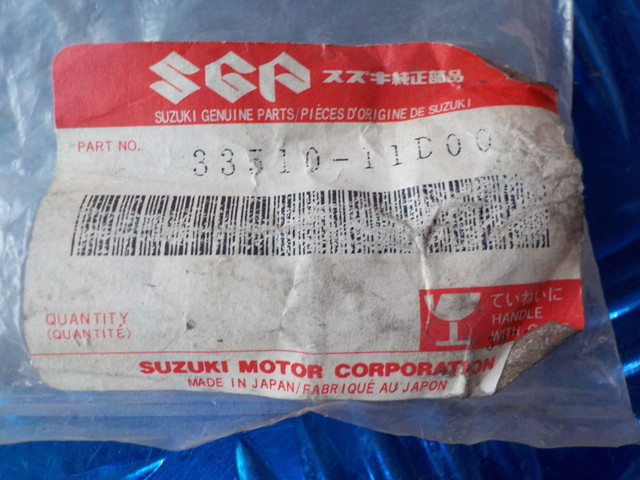 SGP スズキ純正部品
SUZUKI GENUINE PARTS/PIÈCES D'ORIGINE DE SUZUKI
PART NO. 33510-11D00
QUANTITY
(QUANTITÉ)
ていねいに
HANDLE
WITH
SUZUKI MOTOR CORPORATION
MADE IN JAPAN/FABRIQUÉ AU JAPON